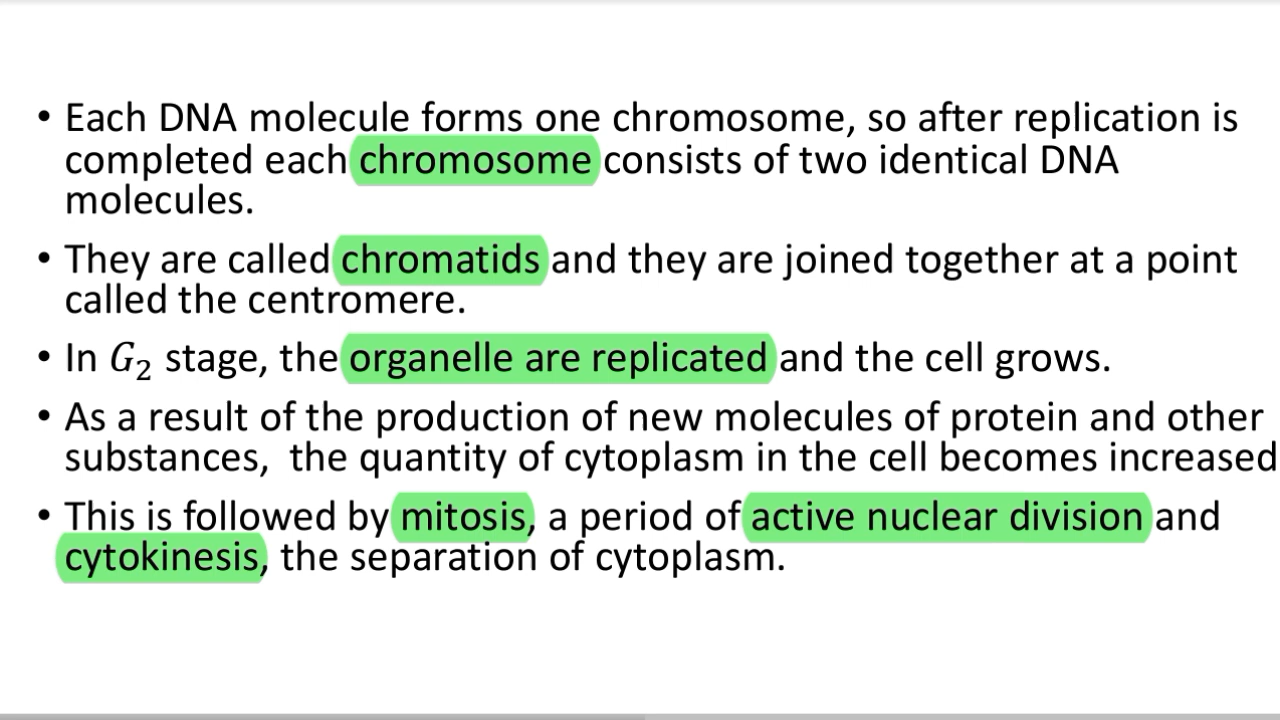 • Each DNA molecule forms one chromosome, so after replication is
completed each chromosome consists of two identical DNA
molecules.
• They are called chromatids and they are joined together at a point
called the centromere.
• In G₂ stage, the organelle are replicated and the cell grows.
• As a result of the production of new molecules of protein and other
substances,  the quantity of cytoplasm in the cell becomes increased
• This is followed by mitosis, a period of active nuclear division and
cytokinesis, the separation of cytoplasm.